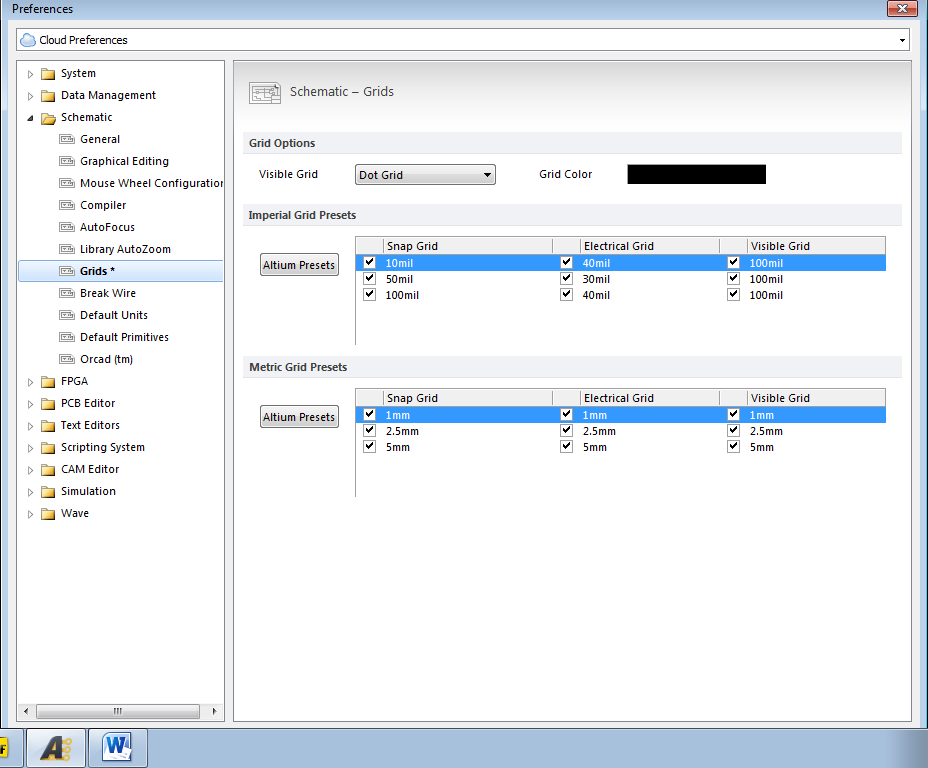 Preferences
Cloud Preferences
System
Data Management
Schematic
General
Graphical Editing
Mouse Wheel Configuration
Compiler
AutoFocus
Library AutoZoom
Grids *
Break Wire
Default Units
Default Primitives
Orcad (tm)
FPGA
PCB Editor
Text Editors
Scripting System
CAM Editor
Simulation
Wave
Schematic – Grids
Grid Options
Visible Grid Dot Grid Grid Color
Imperial Grid Presets
Altium Presets
Snap Grid Electrical Grid Visible Grid
10mil 40mil 100mil
50mil 30mil 100mil
100mil 40mil 100mil
Metric Grid Presets
Altium Presets
Snap Grid Electrical Grid Visible Grid
1mm 1mm 1mm
2.5mm 2.5mm 2.5mm
5mm 5mm 5mm
F A W